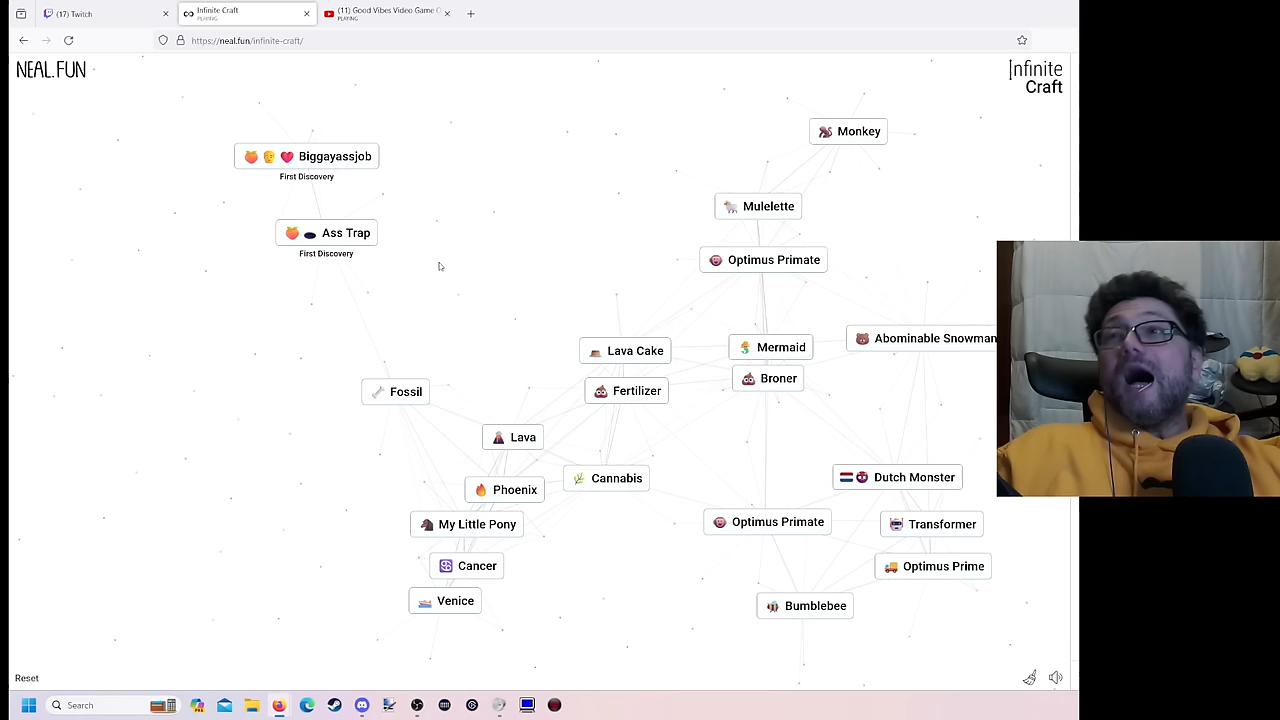 (17) Twitch
Infinite Craft
PLAYING
(11) Good Vibes Video Game
PLAYING
https://neal.fun/infinite-craft/
NEAL.FUN
Infinite
Craft
Monkey
Biggayassjob
First Discovery
Mulelette
Ass Trap
First Discovery
Optimus Primate
Abominable Snowman
Lava Cake
Mermaid
Broner
Fossil
Fertilizer
Lava
Cannabis
Dutch Monster
Phoenix
My Little Pony
Optimus Primate
Transformer
Cancer
Optimus Prime
Venice
Bumblebee
Reset
Search